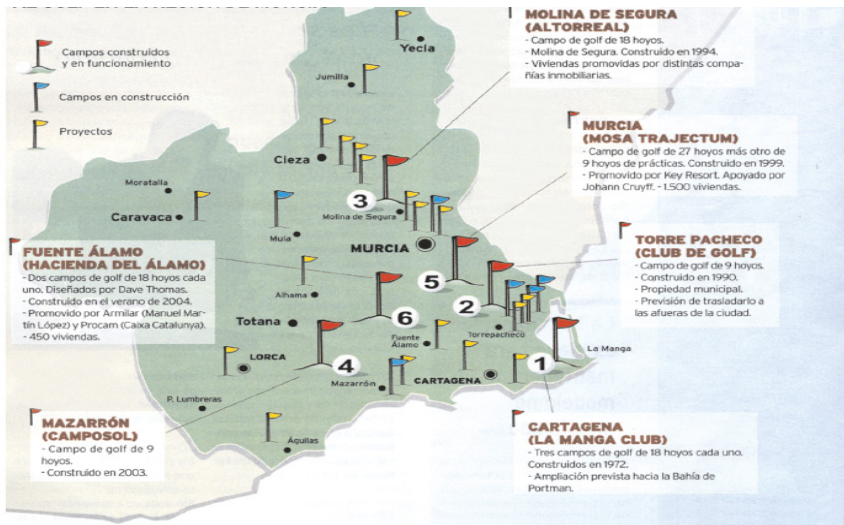 DE GOLF EN LA REGIÓN DE MURCIA
Campos construidos
y en funcionamiento
Campos en construcción
Proyectos
MOLINA DE SEGURA
(ALTORREAL)
- Campo de golf de 18 hoyos.
- Molina de Segura. Construido en 1994.
- Viviendas promovidas por distintas compa-
ñías inmobiliarias.
MURCIA
(MOSA TRAJECTUM)
- Campo de golf de 27 hoyos más otro de
9 hoyos de prácticas. Construido en 1999.
- Promovido por Key Resort. Apoyado por
Johann Cruyff. - 1.500 viviendas.
TORRE PACHECO
(CLUB DE GOLF)
- Campo de golf de 9 hoyos.
- Construido en 1990.
- Propiedad municipal.
- Previsión de trasladarlo a
las afueras de la ciudad.
FUENTE ÁLAMO
(HACIENDA DEL ÁLAMO)
- Dos campos de golf de 18 hoyos cada
uno. Diseñados por Dave Thomas.
- Construido en el verano de 2004.
- Promovido por Armilar (Manuel Mar-
tín López) y Procam (Caixa Catalunya).
- 450 viviendas.
MAZARRÓN
(CAMPOSOL)
- Campo de golf de 9
hoyos.
- Construido en 2003.
CARTAGENA
(LA MANGA CLUB)
- Tres campos de golf de 18 hoyos cada uno.
Construidos en 1972.
- Ampliación prevista hacia la Bahía de
Portman.
Yecla
Jumilla
Cieza
Moratalla
Caravaca
3
Molina de Segura
Mula
MURCIA
5
Alhama
2
6
Totana
Torrepacheco
Fuente
Álamo
La Manga
LORCA
4
1
Mazarrón
CARTAGENA
P. Lumbreras
Águilas